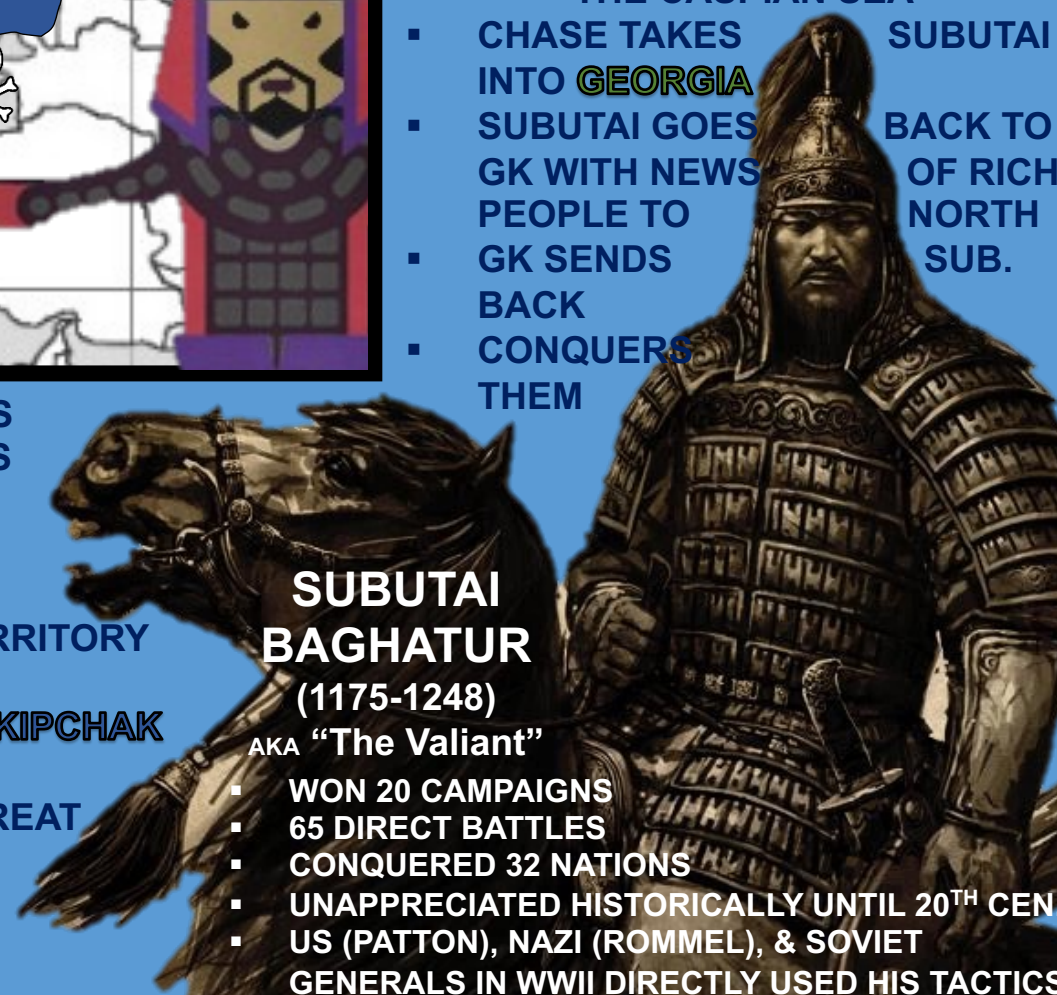 THE CASPIAN SEA
▪ CHASE TAKES SUBUTAI
INTO GEORGIA
▪ SUBUTAI GOES BACK TO
GK WITH NEWS OF RICH
PEOPLE TO NORTH
▪ GK SENDS SUB.
BACK
▪ CONQUERS
THEM
S
S
RRITORY
KIPCHAK
REAT
SUBUTAI
BAGHATUR
(1175-1248)
AKA “The Valiant”
▪ WON 20 CAMPAIGNS
▪ 65 DIRECT BATTLES
▪ CONQUERED 32 NATIONS
▪ UNAPPRECIATED HISTORICALLY UNTIL 20TH CEN
▪ US (PATTON), NAZI (ROMMEL), & SOVIET
GENERALS IN WWII DIRECTLY USED HIS TACTICS